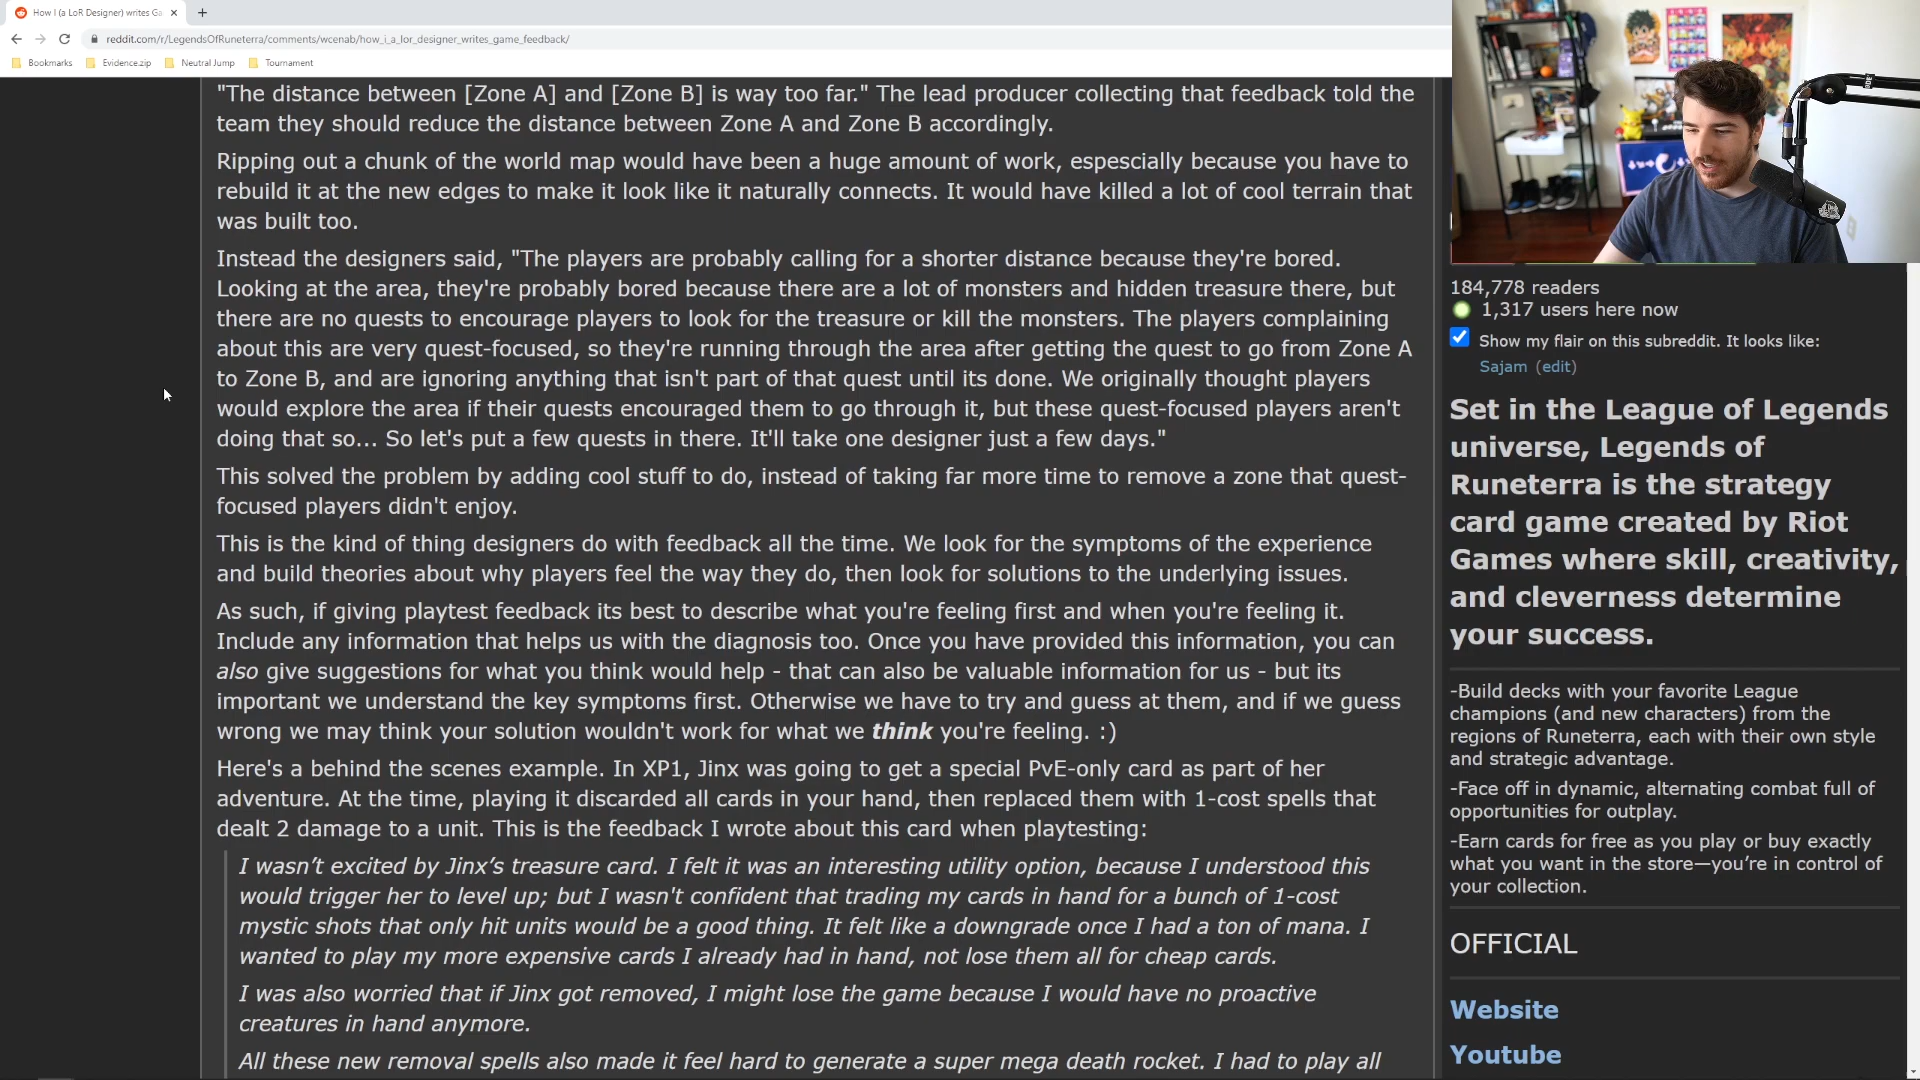 How I (a LoR Designer) writes Ga
reddit.com/r/LegendsOfRuneterra/comments/wcenab/how_i_a_lor_designer_writes_game_feedback/
Bookmarks
Evidence.zip
Neutral Jump
Tournament
"The distance between [Zone A] and [Zone B] is way too far." The lead producer collecting that feedback told the
team they should reduce the distance between Zone A and Zone B accordingly.
Ripping out a chunk of the world map would have been a huge amount of work, espescially because you have to
rebuild it at the new edges to make it look like it naturally connects. It would have killed a lot of cool terrain that
was built too.
Instead the designers said, "The players are probably calling for a shorter distance because they're bored.
Looking at the area, they're probably bored because there are a lot of monsters and hidden treasure there, but
there are no quests to encourage players to look for the treasure or kill the monsters. The players complaining
about this are very quest-focused, so they're running through the area after getting the quest to go from Zone A
to Zone B, and are ignoring anything that isn't part of that quest until its done. We originally thought players
would explore the area if their quests encouraged them to go through it, but these quest-focused players aren't
doing that so... So let's put a few quests in there. It'll take one designer just a few days."
This solved the problem by adding cool stuff to do, instead of taking far more time to remove a zone that quest-
focused players didn't enjoy.
This is the kind of thing designers do with feedback all the time. We look for the symptoms of the experience
and build theories about why players feel the way they do, then look for solutions to the underlying issues.
As such, if giving playtest feedback its best to describe what you're feeling first and when you're feeling it.
Include any information that helps us with the diagnosis too. Once you have provided this information, you can
also give suggestions for what you think would help - that can also be valuable information for us - but its
important we understand the key symptoms first. Otherwise we have to try and guess at them, and if we guess
wrong we may think your solution wouldn't work for what we think you're feeling. :)
Here's a behind the scenes example. In XP1, Jinx was going to get a special PvE-only card as part of her
adventure. At the time, playing it discarded all cards in your hand, then replaced them with 1-cost spells that
dealt 2 damage to a unit. This is the feedback I wrote about this card when playtesting:
I wasn't excited by Jinx's treasure card. I felt it was an interesting utility option, because I understood this
would trigger her to level up; but I wasn't confident that trading my cards in hand for a bunch of 1-cost
mystic shots that only hit units would be a good thing. It felt like a downgrade once I had a ton of mana. I
wanted to play my more expensive cards I already had in hand, not lose them all for cheap cards.
I was also worried that if Jinx got removed, I might lose the game because I would have no proactive
creatures in hand anymore.
All these new removal spells also made it feel hard to generate a super mega death rocket. I had to play all
184,778 readers
1,317 users here now
Show my flair on this subreddit. It looks like:
Sajam (edit)
Set in the League of Legends
universe, Legends of
Runeterra is the strategy
card game created by Riot
Games where skill, creativity,
and cleverness determine
your success.
-Build decks with your favorite League
champions (and new characters) from the
regions of Runeterra, each with their own style
and strategic advantage.
-Face off in dynamic, alternating combat full of
opportunities for outplay.
-Earn cards for free as you play or buy exactly
what you want in the store—you're in control of
your collection.
OFFICIAL
Website
Youtube